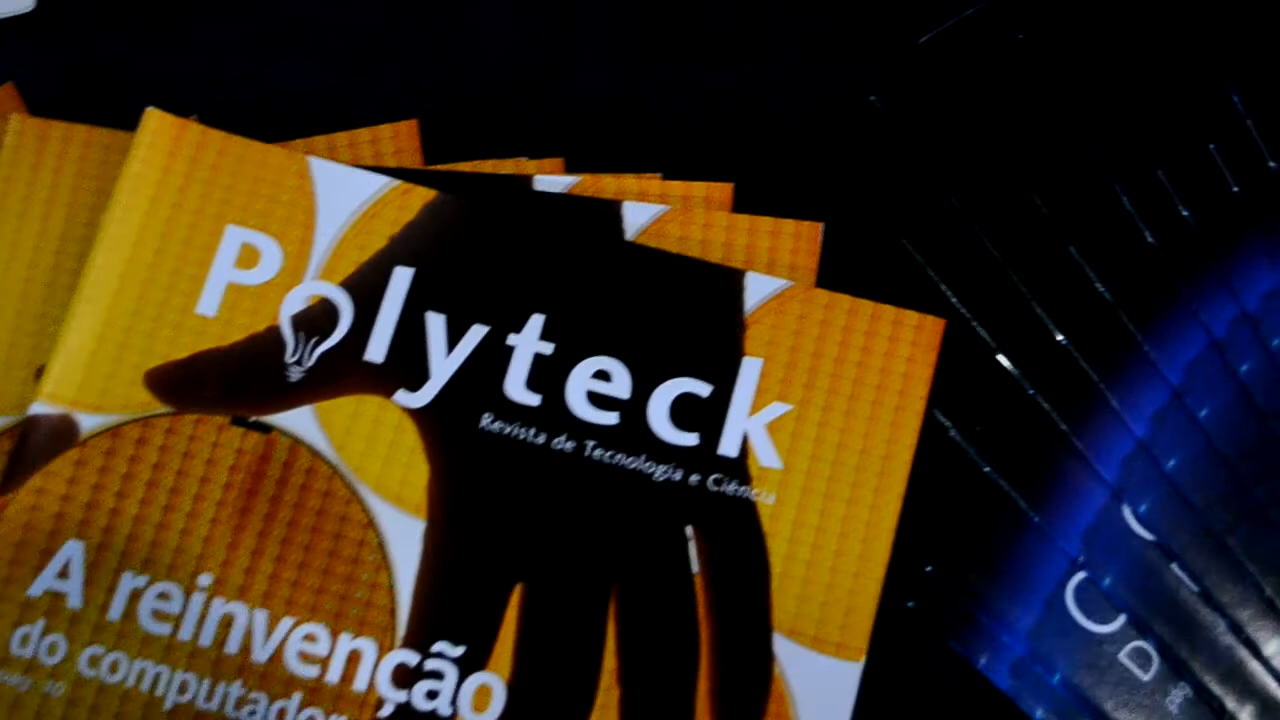 Polyteck
Revista de Tecnologia e Ciência
A reinvenção
do computador
C
D